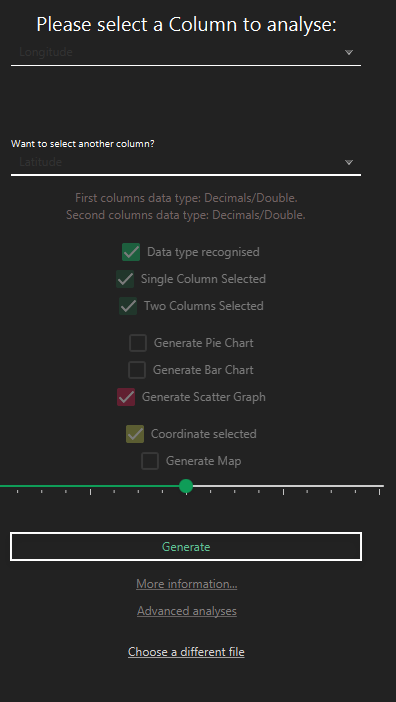 Please select a Column to analyse:
Longitude
Want to select another column?
Latitude
First columns data type: Decimals/Double.
Second columns data type: Decimals/Double.
Data type recognised
Single Column Selected
Two Columns Selected
Generate Pie Chart
Generate Bar Chart
Generate Scatter Graph
Coordinate selected
Generate Map
Generate
More information...
Advanced analyses
Choose a different file